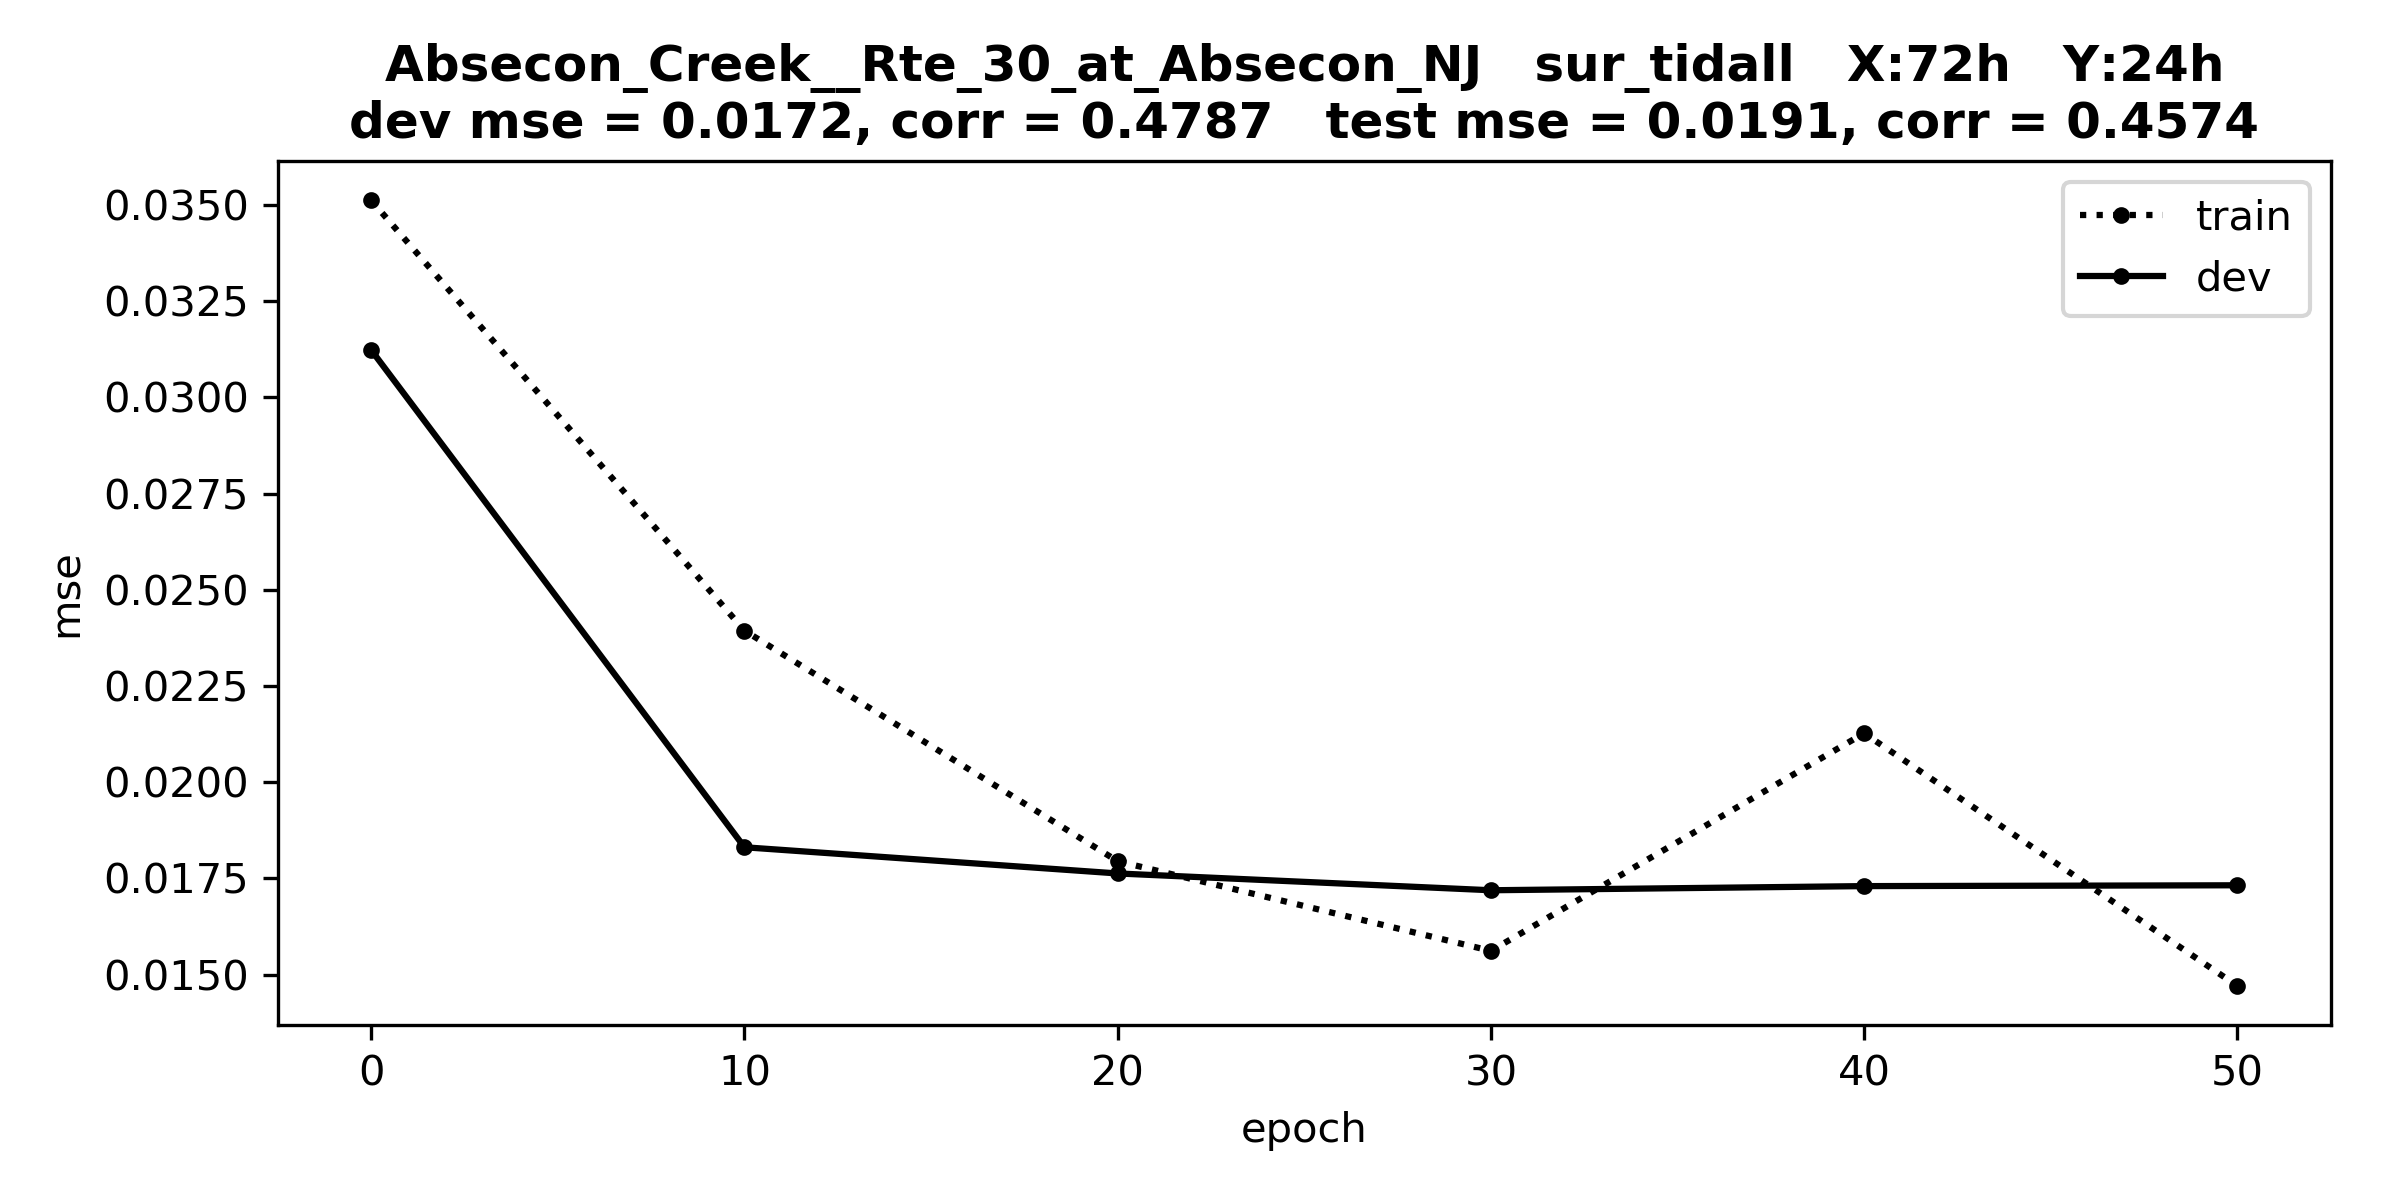 Absecon_Creek__Rte_30_at_Absecon_NJ   sur_tidall   X:72h   Y:24h
dev mse = 0.0172, corr = 0.4787   test mse = 0.0191, corr = 0.4574
train
dev
0.0350
0.0325
0.0300
0.0275
0.0250
0.0225
0.0200
0.0175
0.0150
mse
0 10 20 30 40 50
epoch